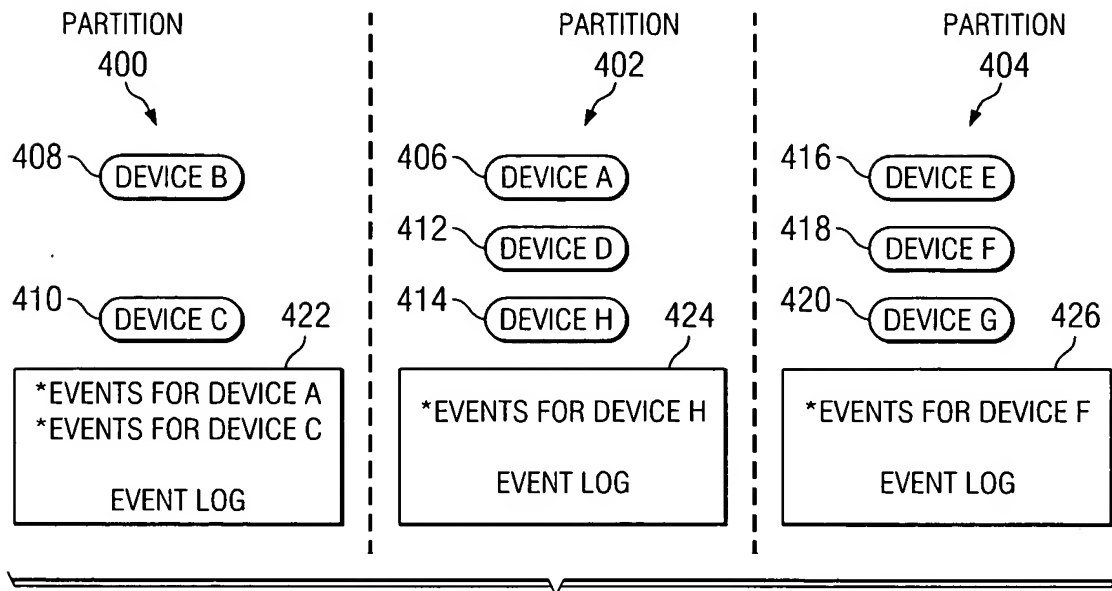 PARTITION
400
PARTITION
402
PARTITION
404
408
DEVICE B
406
DEVICE A
416
DEVICE E
412
DEVICE D
418
DEVICE F
410
DEVICE C
414
DEVICE H
420
DEVICE G
422
424
426
*EVENTS FOR DEVICE A
*EVENTS FOR DEVICE C
EVENT LOG
*EVENTS FOR DEVICE H
EVENT LOG
*EVENTS FOR DEVICE F
EVENT LOG